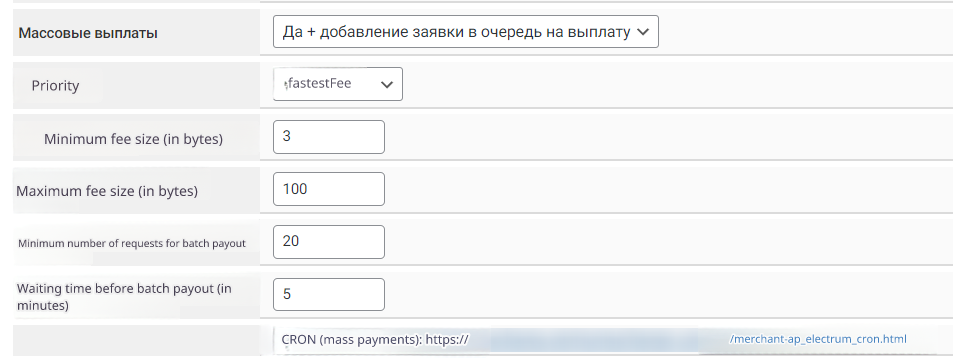 Массовые выплаты
Да + добавление заявки в очередь на выплату
Priority
fastestFee
Minimum fee size (in bytes)
3
Maximum fee size (in bytes)
100
Minimum number of requests for batch payout
20
Waiting time before batch payout (in
minutes)
5
CRON (mass payments): https:// /merchant-ap_electrum_cron.html